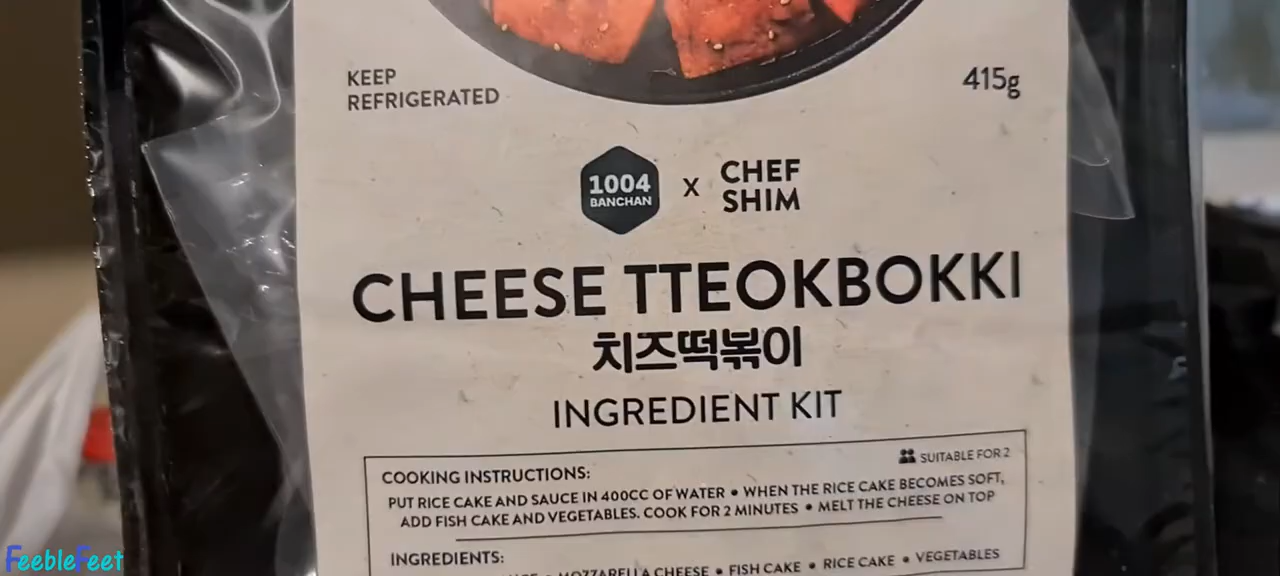 KEEP
REFRIGERATED
415g
1004
BANCHAN
X
CHEF
SHIM
CHEESE TTEOKBOKKI
치즈떡볶이
INGREDIENT KIT
SUITABLE FOR 2
COOKING INSTRUCTIONS:
PUT RICE CAKE AND SAUCE IN 400CC OF WATER • WHEN THE RICE CAKE BECOMES SOFT,
ADD FISH CAKE AND VEGETABLES. COOK FOR 2 MINUTES • MELT THE CHEESE ON TOP
INGREDIENTS:
• MOZZARELLA CHEESE • FISH CAKE • RICE CAKE • VEGETABLES
FeebleFeet